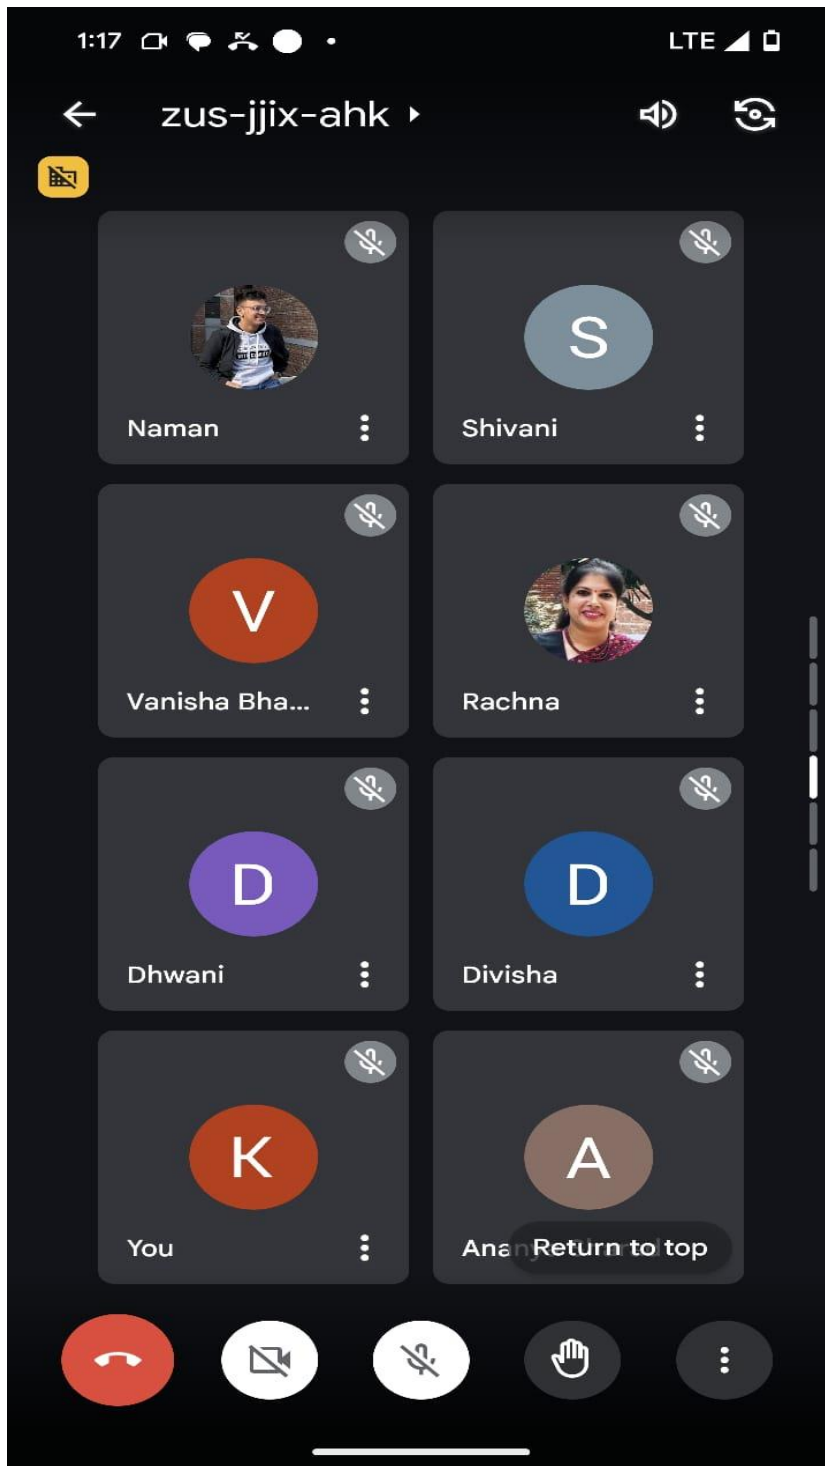 1:17 LTE
zus-jjix-ahk
S
Naman Shivani
V
Vanisha Bha... Rachna
D D
Dhwani Divisha
K A
You Return to top